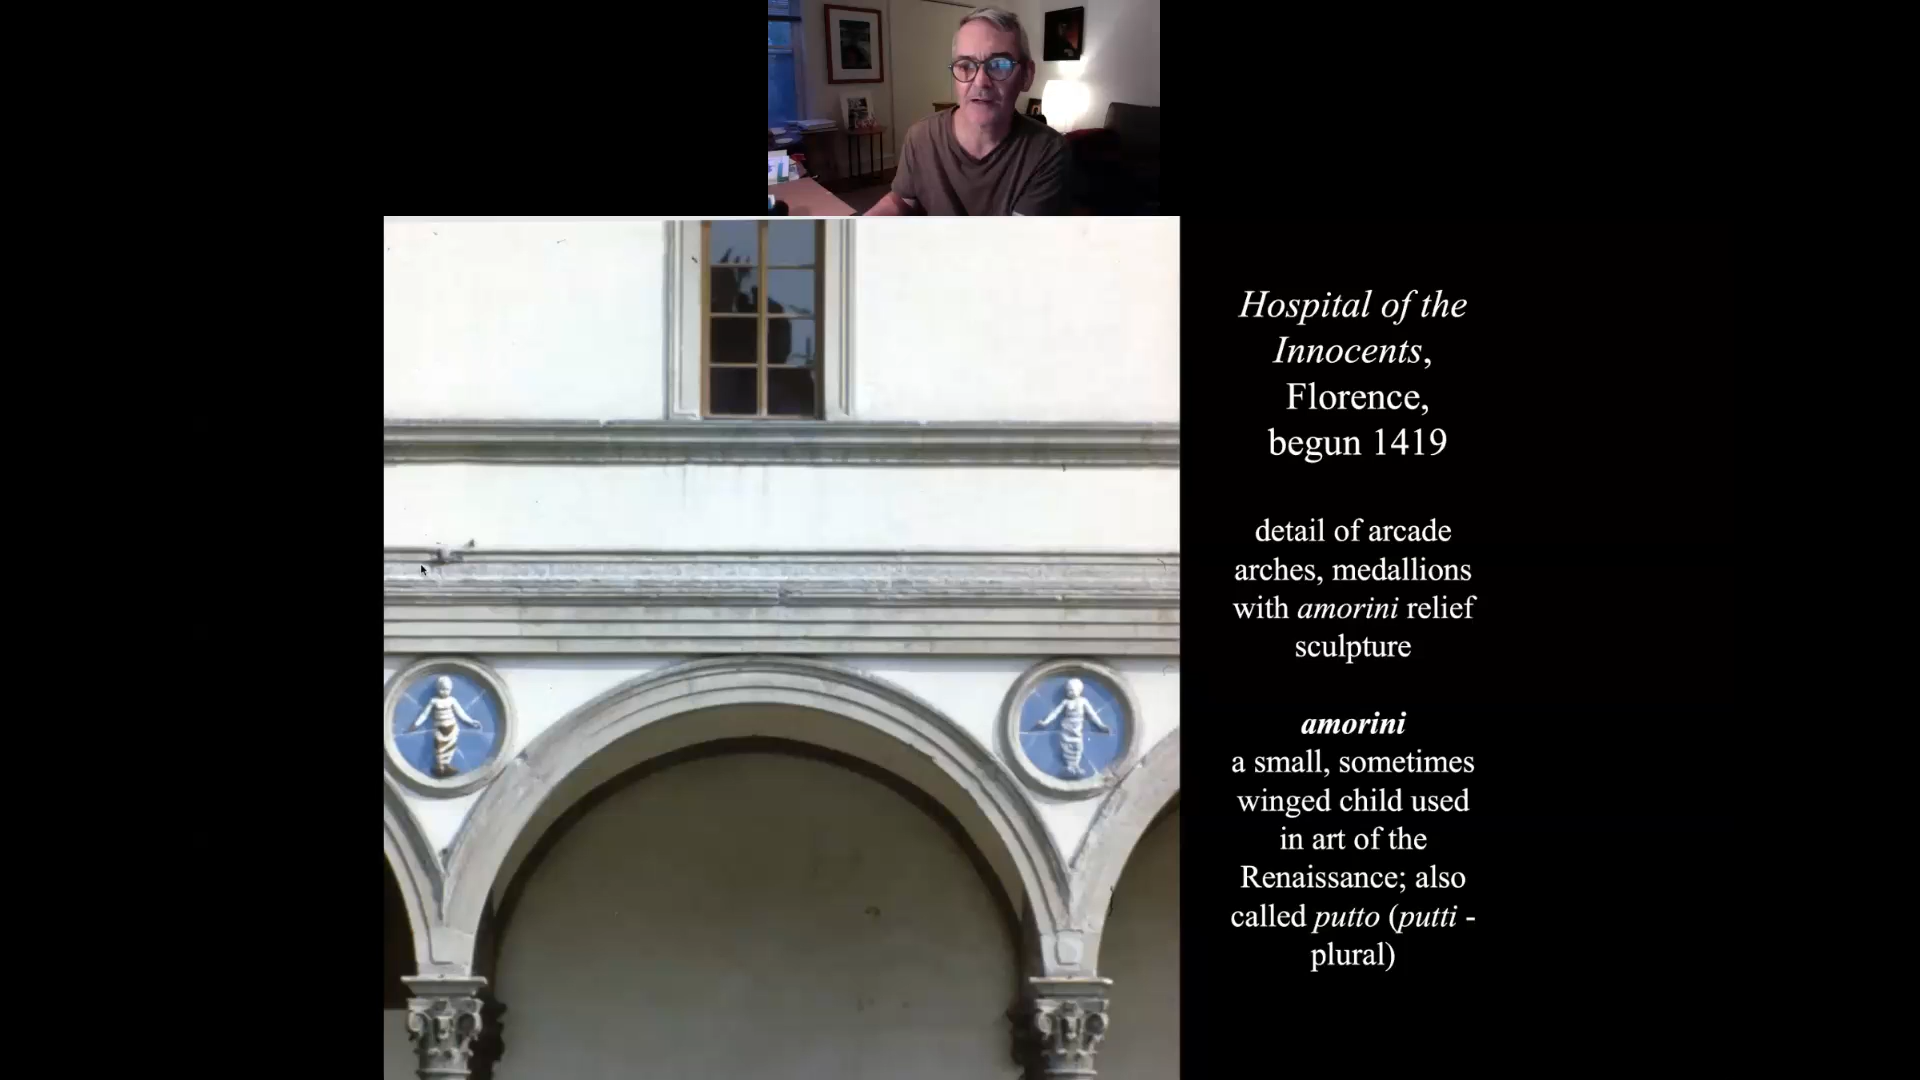 Hospital of the
Innocents,
Florence,
begun 1419
detail of arcade
arches, medallions
with amorini relief
sculpture
amorini
a small, sometimes
winged child used
in art of the
Renaissance; also
called putto (putti -
plural)